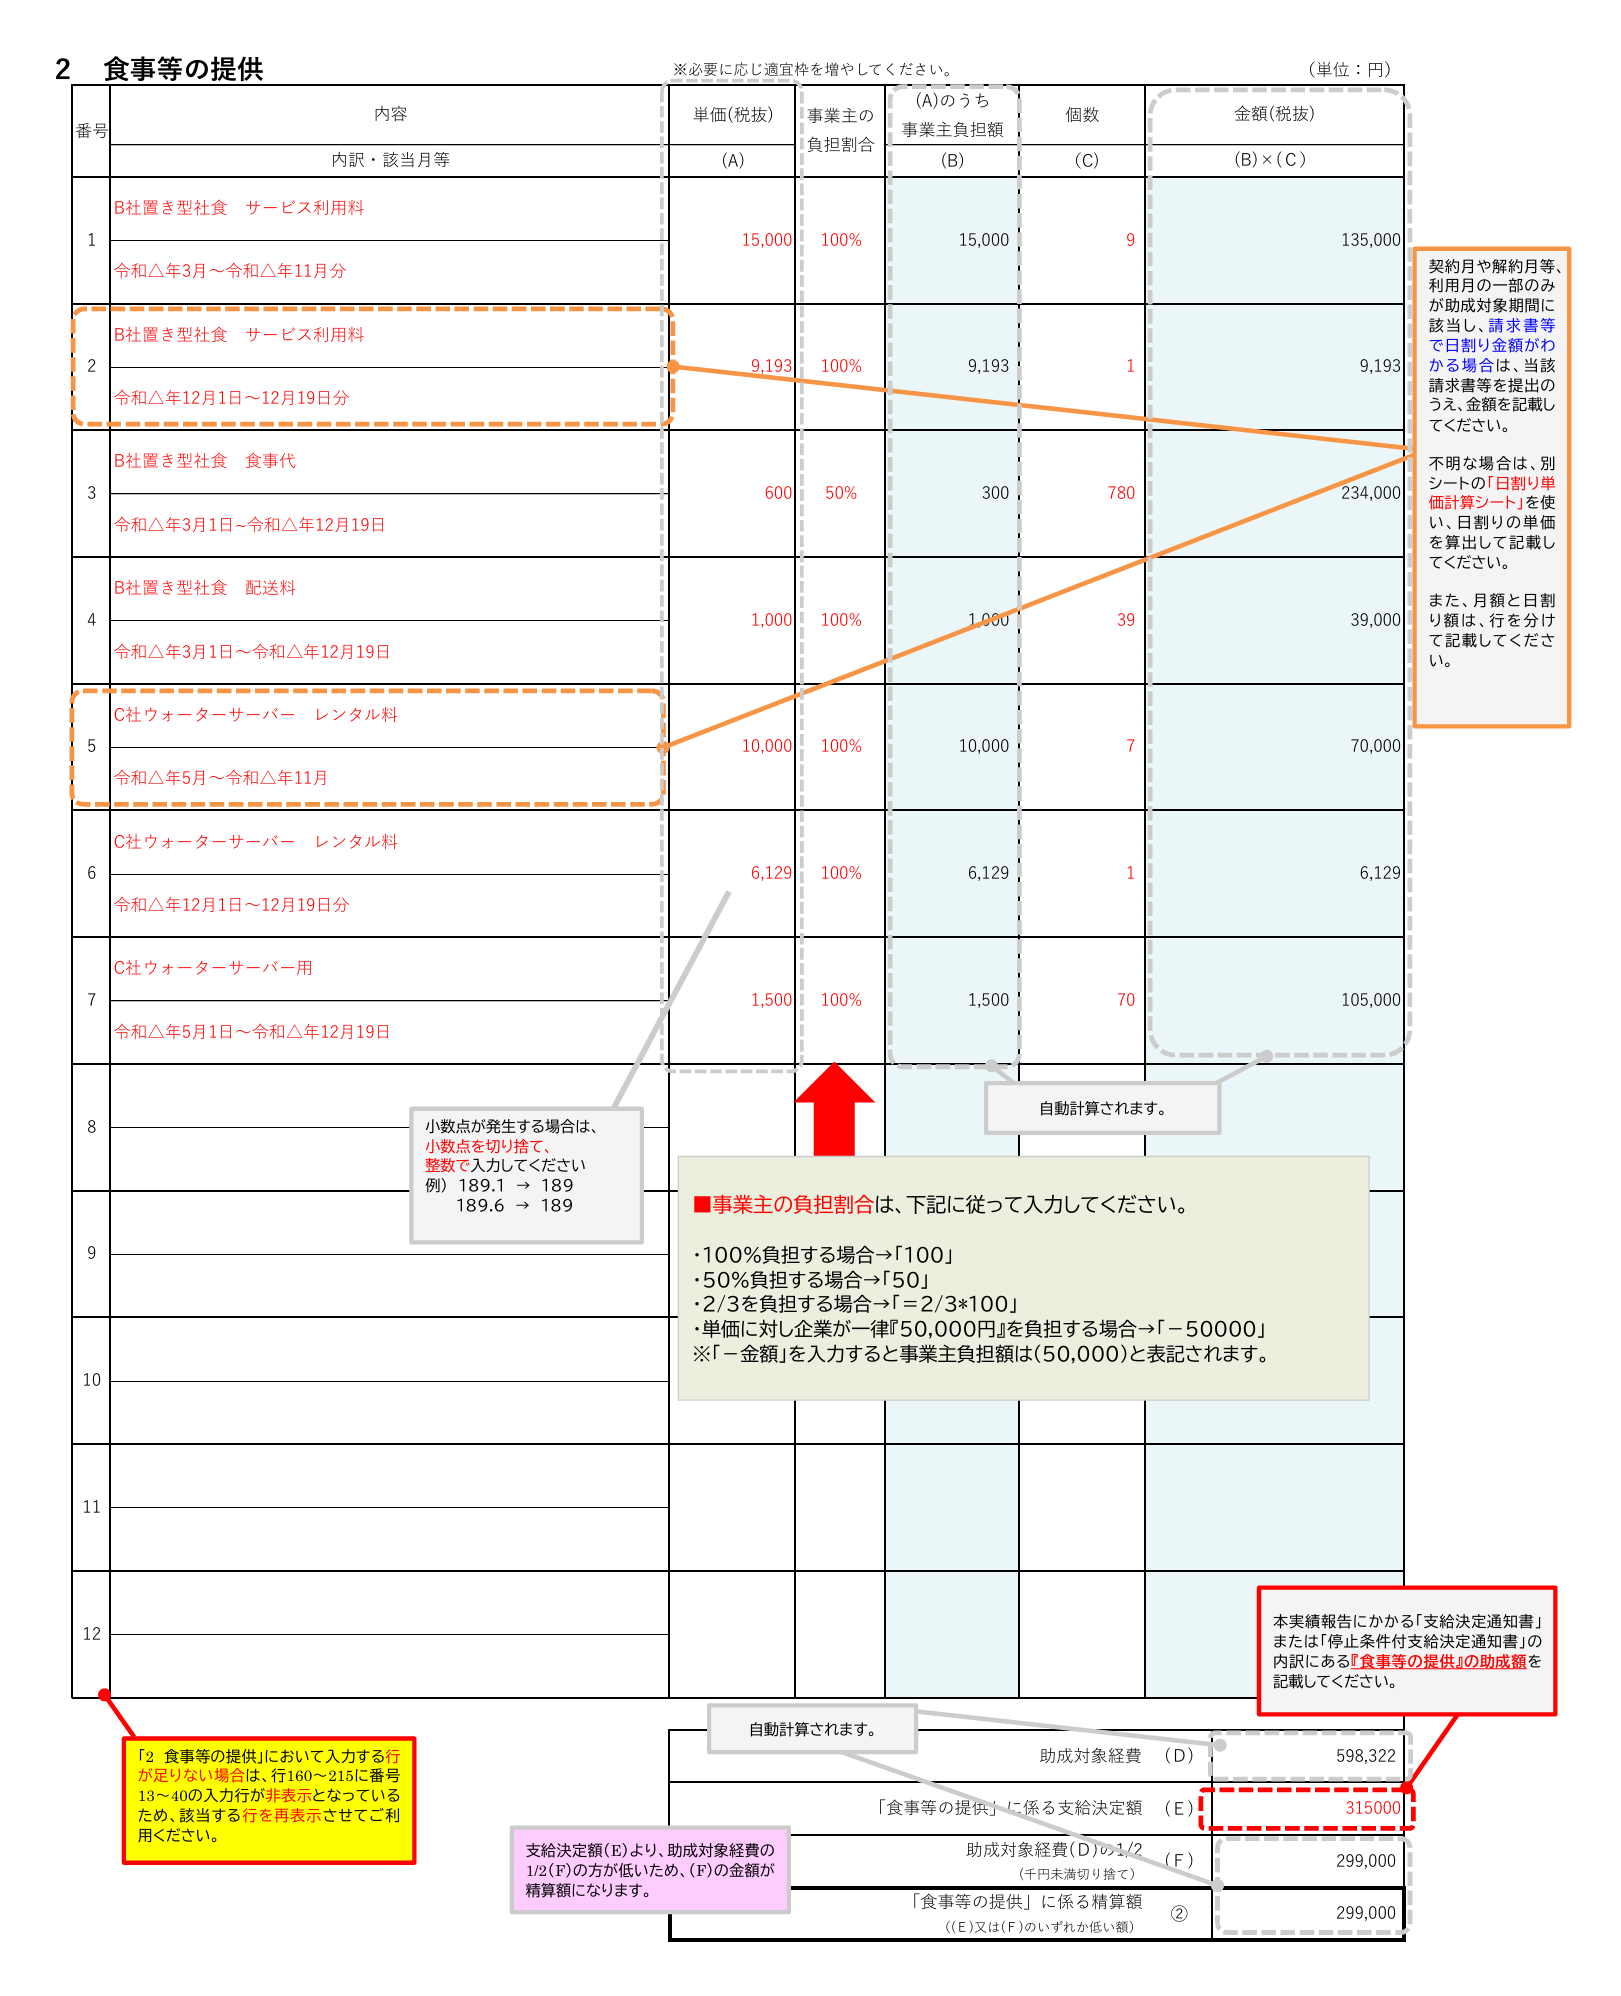 2　食事等の提供
※必要に応じ適宜枠を増やしてください。
（単位：円）
番号
内容
内訳・該当月等
単価(税抜)
(A)
事業主の
負担割合
(A)のうち
事業主負担額
(B)
個数
(C)
金額(税抜)
(B)×(C)
1
B社置き型社食　サービス利用料
令和△年3月～令和△年11月分
15,000 100% 15,000 9 135,000
2
B社置き型社食　サービス利用料
令和△年12月1日～12月19日分
9,193 100% 9,193 1 9,193
3
B社置き型社食　食事代
令和△年3月1日~令和△年12月19日
600 50% 300 780 234,000
4
B社置き型社食　配送料
令和△年3月1日～令和△年12月19日
1,000 100% 1,000 39 39,000
5
C社ウォーターサーバー　レンタル料
令和△年5月～令和△年11月
10,000 100% 10,000 7 70,000
6
C社ウォーターサーバー　レンタル料
令和△年12月1日～12月19日分
6,129 100% 6,129 1 6,129
7
C社ウォーターサーバー用
令和△年5月1日～令和△年12月19日
1,500 100% 1,500 70 105,000
8
9
10
11
12
契約月や解約月等、
利用月の一部のみ
が助成対象期間に
該当し、請求書等
で日割り金額がわ
かる場合は、当該
請求書等を提出の
うえ、金額を記載し
てください。
不明な場合は、別
シートの「日割り単
価計算シート」を使
い、日割りの単価
を算出して記載し
てください。
また、月額と日割
り額は、行を分け
て記載してくださ
い。
自動計算されます。
小数点が発生する場合は、
小数点を切り捨て、
整数で入力してください
例）189.1 → 189
189.6 → 189
■事業主の負担割合は、下記に従って入力してください。
・100%負担する場合→「100」
・50%負担する場合→「50」
・2/3を負担する場合→「＝2/3*100」
・単価に対し企業が一律『50,000円』を負担する場合→「－50000」
※「－金額」を入力すると事業主負担額は（50,000）と表記されます。
本実績報告にかかる「支給決定通知書」
または「停止条件付支給決定通知書」の
内訳にある『食事等の提供』の助成額を
記載してください。
自動計算されます。
「2 食事等の提供」において入力する行
が足りない場合は、行160～215に番号
13～40の入力行が非表示となっている
ため、該当する行を再表示させてご利
用ください。
助成対象経費　（D） 598,322
「食事等の提供」に係る支給決定額　（E） 315000
助成対象経費（D）の1/2
（千円未満切り捨て）
（F） 299,000
「食事等の提供」に係る精算額
（（E）又は（F）のいずれか低い額）
② 299,000
支給決定額（E）より、助成対象経費の
1/2（F）の方が低いため、（F）の金額が
精算額になります。